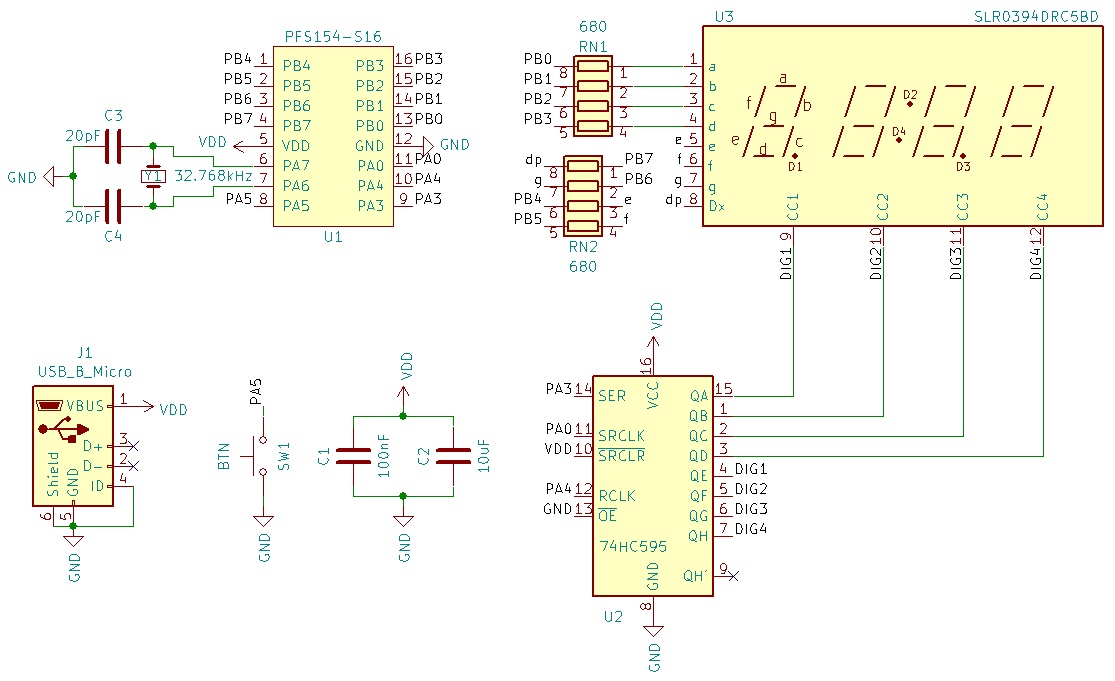 PFS154-S16
PB4 1 PB4 PB3 16 PB3
PB5 2 PB5 PB2 15 PB2
PB6 3 PB6 PB1 14 PB1
PB7 4 PB7 PB0 13 PB0
VDD 5 VDD GND 12 GND
6 PA7 PA0 11 PA0
7 PA6 PA4 10 PA4
PA5 8 PA5 PA3 9 PA3
U1
C3
20pF
GND
Y1 32.768kHz
20pF
C4
680
RN1
PB0 8 1
PB1 7 2
PB2 6 3
PB3 5 4
dp 8 1 PB7
g 7 2 PB6
PB4 6 3 e
PB5 5 4 f
RN2
680
U3 SLR0394DRC5BD
1 a
2 b
3 c
4 d
e 5 e
f 6 f
g 7 g
dp 8 Dx
a
f b
g
e c
d
D1
D2
D4
D3
CC1 CC2 CC3 CC4
9 10 11 12
DIG1 DIG2 DIG3 DIG4
J1
USB_B_Micro
VBUS 1 VDD
D+ 3
D- 2
ID 4
Shield GND
6 5
GND
PA5
BTN SW1
GND
VDD
C1 100nF C2 10uF
GND
VDD
16
VCC
PA3 14 SER QA 15
QB 1
PA0 11 SRCLK QC 2
VDD 10 SRCLR QD 3
QE 4 DIG1
PA4 12 RCLK QF 5 DIG2
GND 13 OE QG 6 DIG3
QH 7 DIG4
74HC595
QH' 9
GND
8
U2
GND